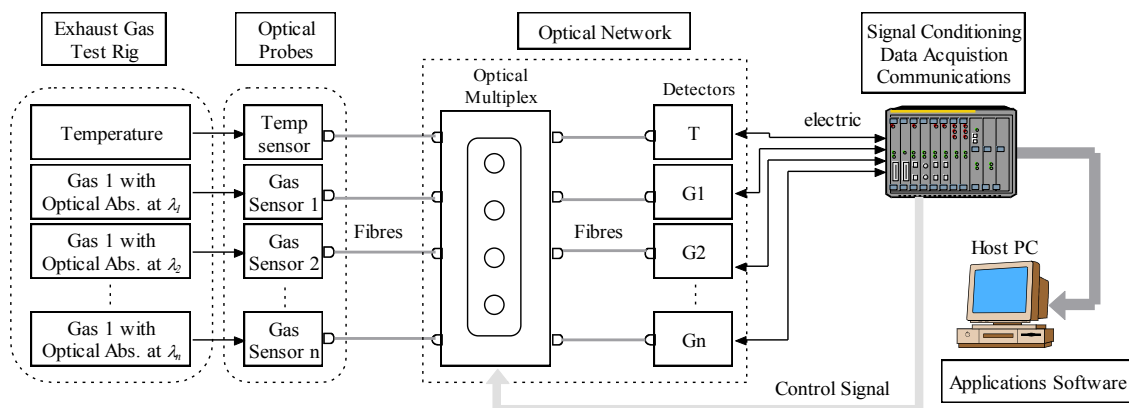 Exhaust Gas
Test Rig
Optical
Probes
Optical Network
Signal Conditioning
Data Acquistion
Communications
Optical
Multiplex
Detectors
Temperature
Temp
sensor
T
electric
Gas 1 with
Optical Abs. at λ1
Gas
Sensor 1
G1
Gas 1 with
Optical Abs. at λ2
Gas
Sensor 2
Fibres
Fibres
G2
Host PC
Gas 1 with
Optical Abs. at λn
Gas
Sensor n
Gn
Control Signal
Applications Software